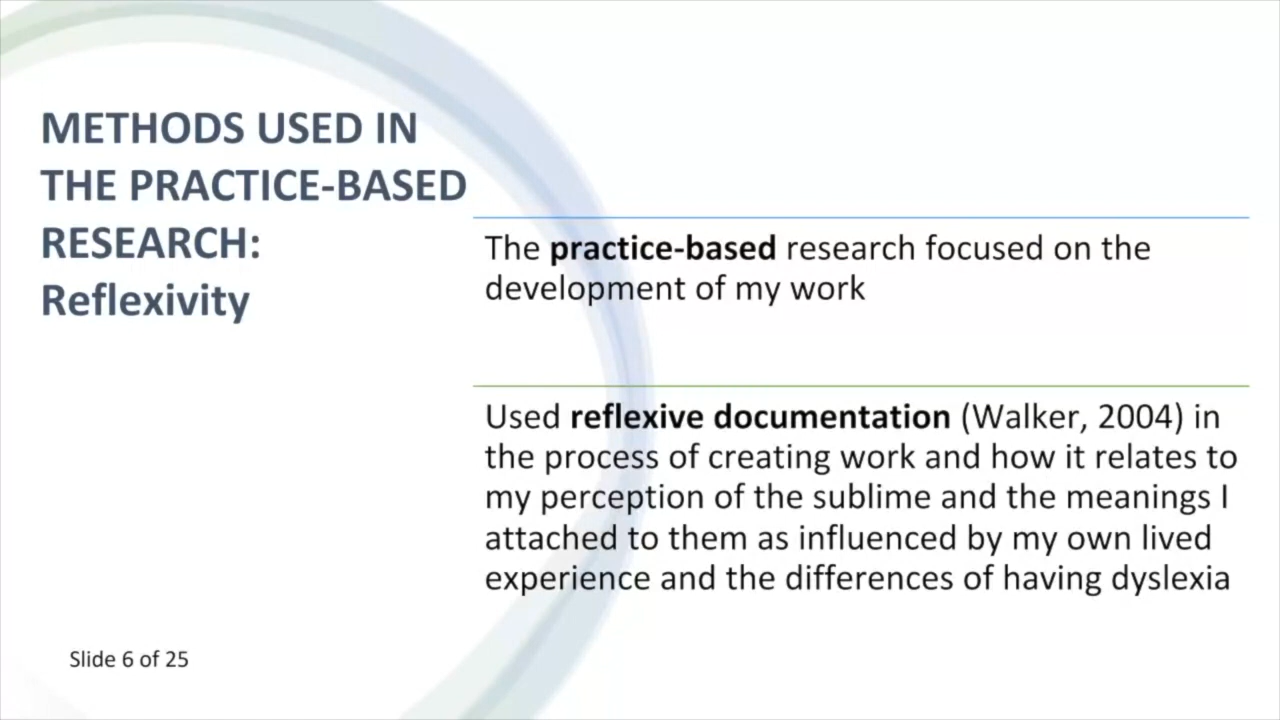 METHODS USED IN
THE PRACTICE-BASED
RESEARCH:
Reflexivity
The practice-based research focused on the
development of my work
Used reflexive documentation (Walker, 2004) in
the process of creating work and how it relates to
my perception of the sublime and the meanings I
attached to them as influenced by my own lived
experience and the differences of having dyslexia
Slide 6 of 25